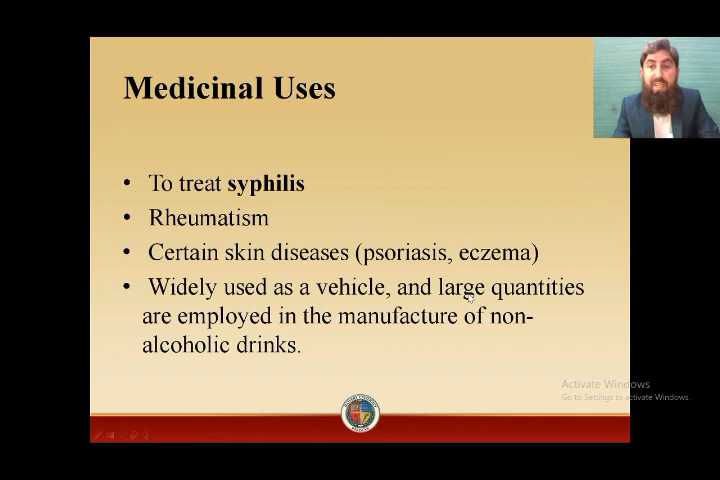 Medicinal Uses
• To treat syphilis
• Rheumatism
• Certain skin diseases (psoriasis, eczema)
• Widely used as a vehicle, and large quantities
are employed in the manufacture of non-
alcoholic drinks.
Activate Windows
Go to Settings to activate Windows.